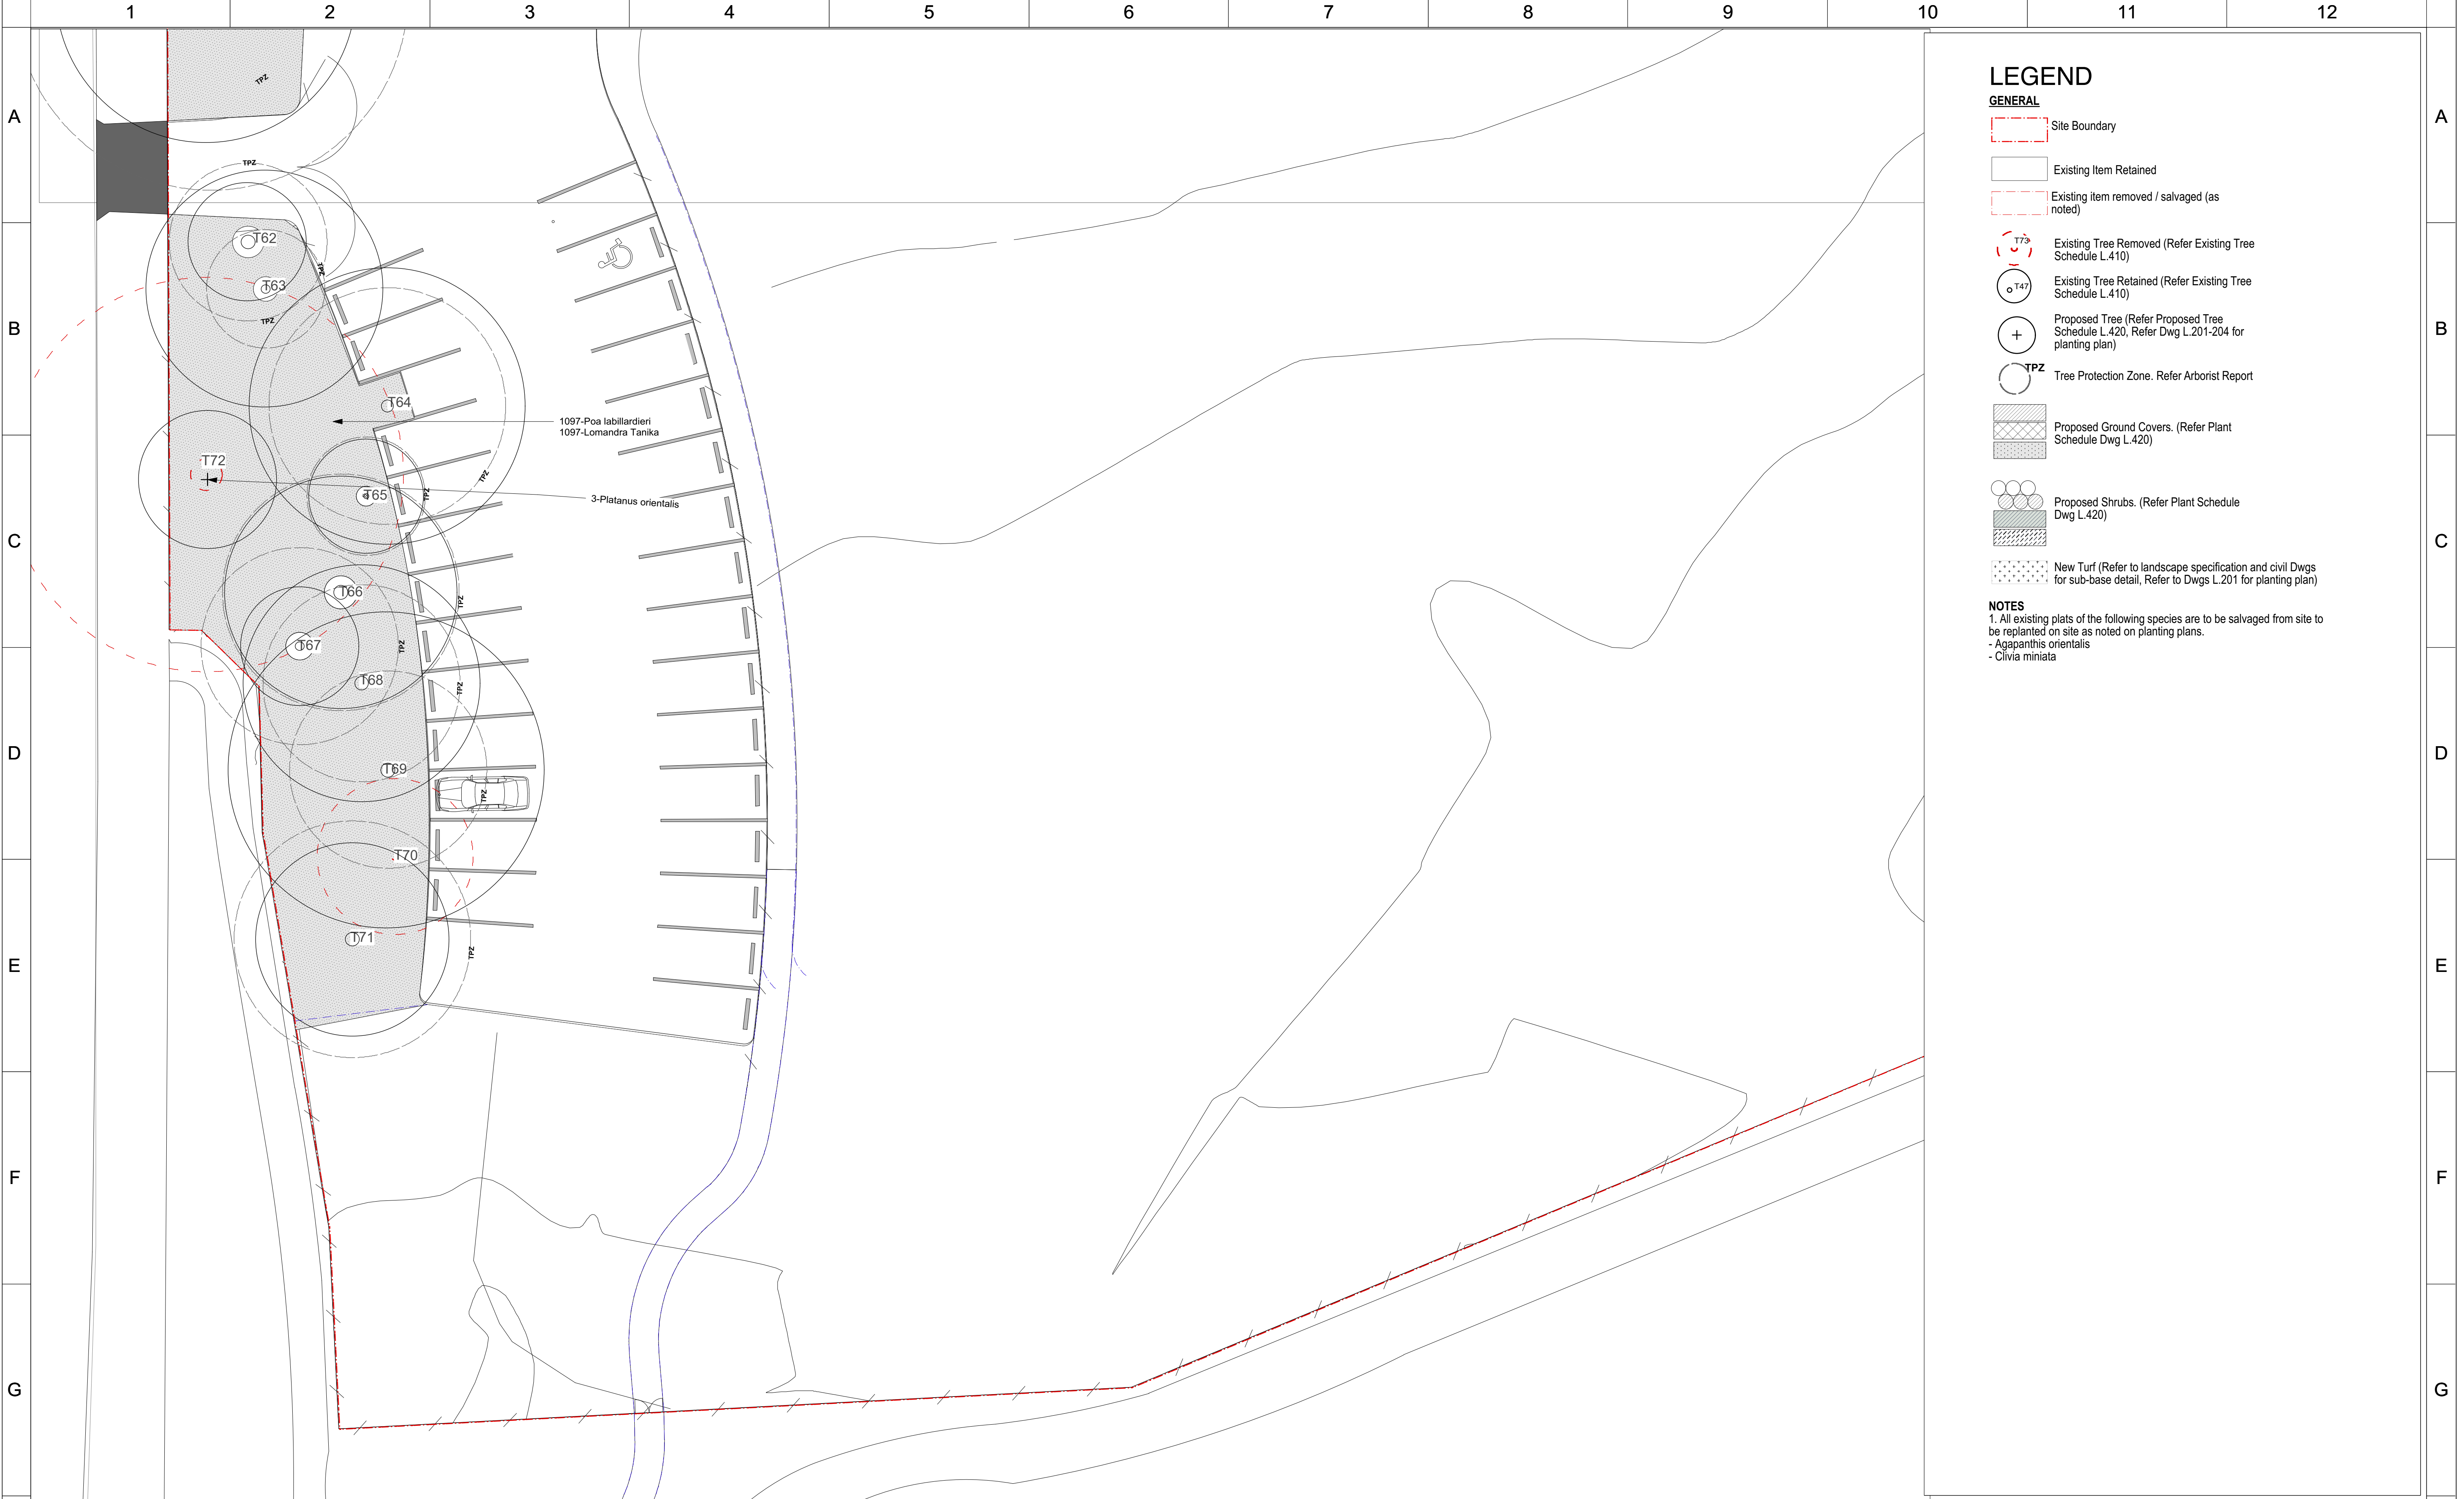 1 2 3 4 5 6 7 8 9 10 11 12
A
B
C
D
E
F
G
A
B
C
D
E
F
G
TPZ
TPZ
T62
TPZ
T63
TPZ
T64
1097-Poa labillardieri
1097-Lomandra Tanika
T72
TPZ
T65
TPZ
3-Platanus orientalis
T66
TPZ
T67
TPZ
T68
TPZ
T69
TPZ
T70
T71
TPZ
LEGEND
GENERAL
Site Boundary
Existing Item Retained
Existing item removed / salvaged (as
noted)
T73
Existing Tree Removed (Refer Existing Tree
Schedule L.410)
T47
Existing Tree Retained (Refer Existing Tree
Schedule L.410)
Proposed Tree (Refer Proposed Tree
Schedule L.420, Refer Dwg L.201-204 for
planting plan)
TPZ
Tree Protection Zone. Refer Arborist Report
Proposed Ground Covers. (Refer Plant
Schedule Dwg L.420)
Proposed Shrubs. (Refer Plant Schedule
Dwg L.420)
New Turf (Refer to landscape specification and civil Dwgs
for sub-base detail, Refer to Dwgs L.201 for planting plan)
NOTES
1. All existing plats of the following species are to be salvaged from site to
be replanted on site as noted on planting plans.
- Agapanthis orientalis
- Clivia miniata